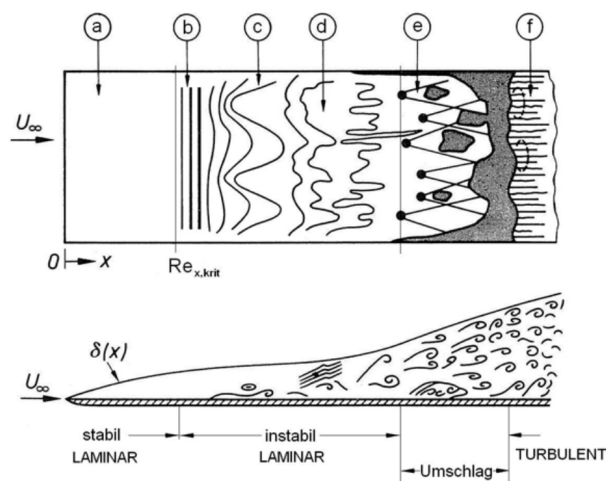 a b c d e f
U∞
0 x
Re x,krit
δ(x)
U∞
stabil instabil
LAMINAR LAMINAR TURBULENT
Umschlag